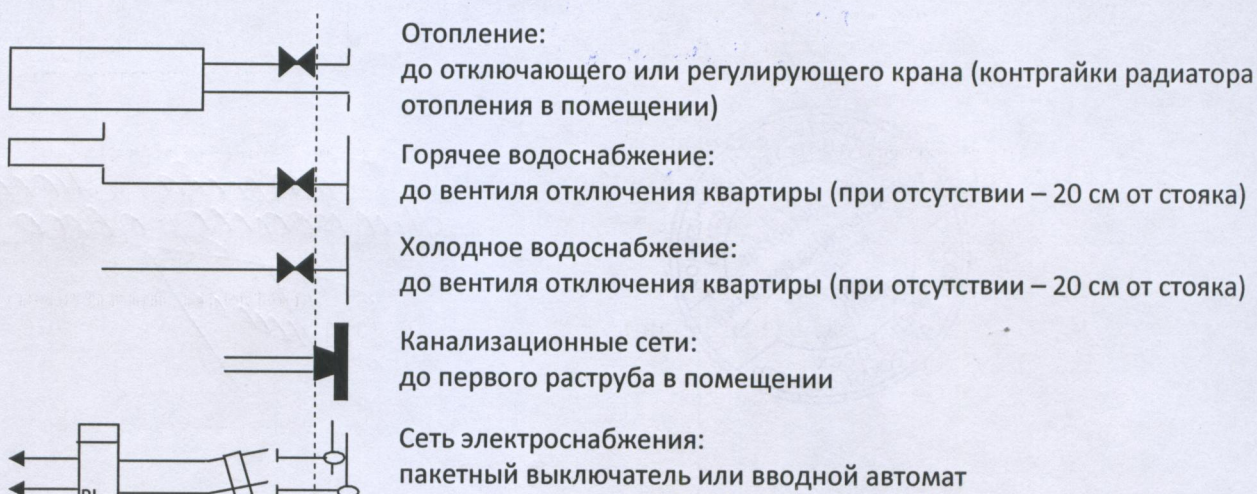 Отопление:
до отключающего или регулирующего крана (контргайки радиатора
отопления в помещении)
Горячее водоснабжение:
до вентиля отключения квартиры (при отсутствии – 20 см от стояка)
Холодное водоснабжение:
до вентиля отключения квартиры (при отсутствии – 20 см от стояка)
Канализационные сети:
до первого раструба в помещении
Сеть электроснабжения:
пакетный выключатель или вводной автомат